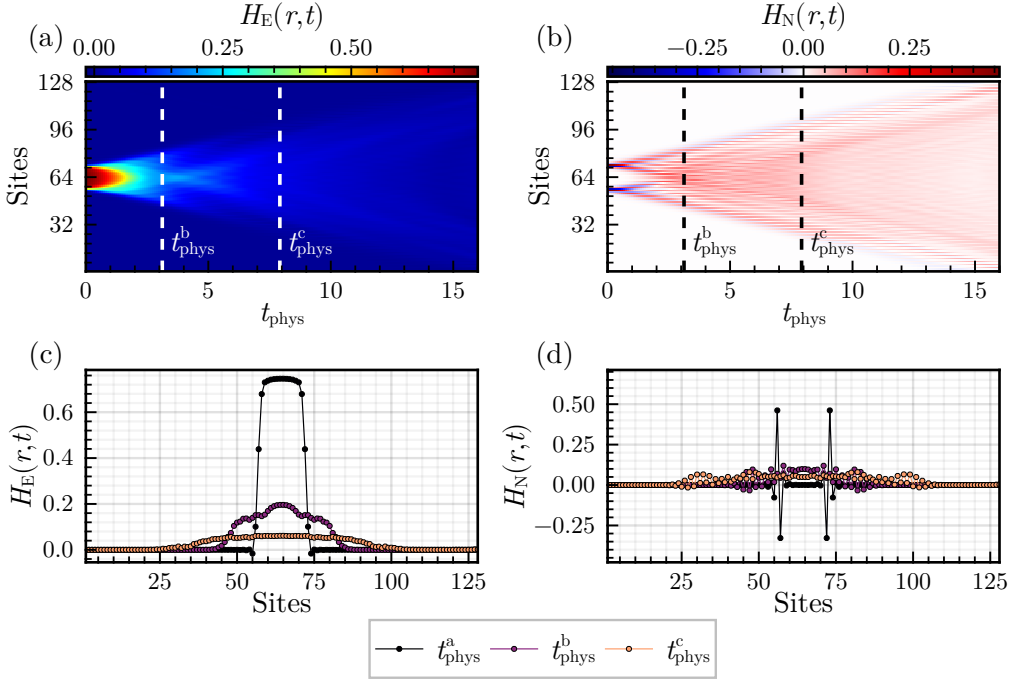 (a)
H_E(r, t)
0.00 0.25 0.50
Sites
128
96
64
32
t^b_phys t^c_phys
0 5 10 15
t_phys
(b)
H_N(r, t)
−0.25 0.00 0.25
Sites
128
96
64
32
t^b_phys t^c_phys
0 5 10 15
t_phys
(c)
H_E(r, t)
0.6
0.4
0.2
0.0
25 50 75 100 125
Sites
(d)
H_N(r, t)
0.50
0.25
0.00
−0.25
25 50 75 100 125
Sites
t^a_phys t^b_phys t^c_phys